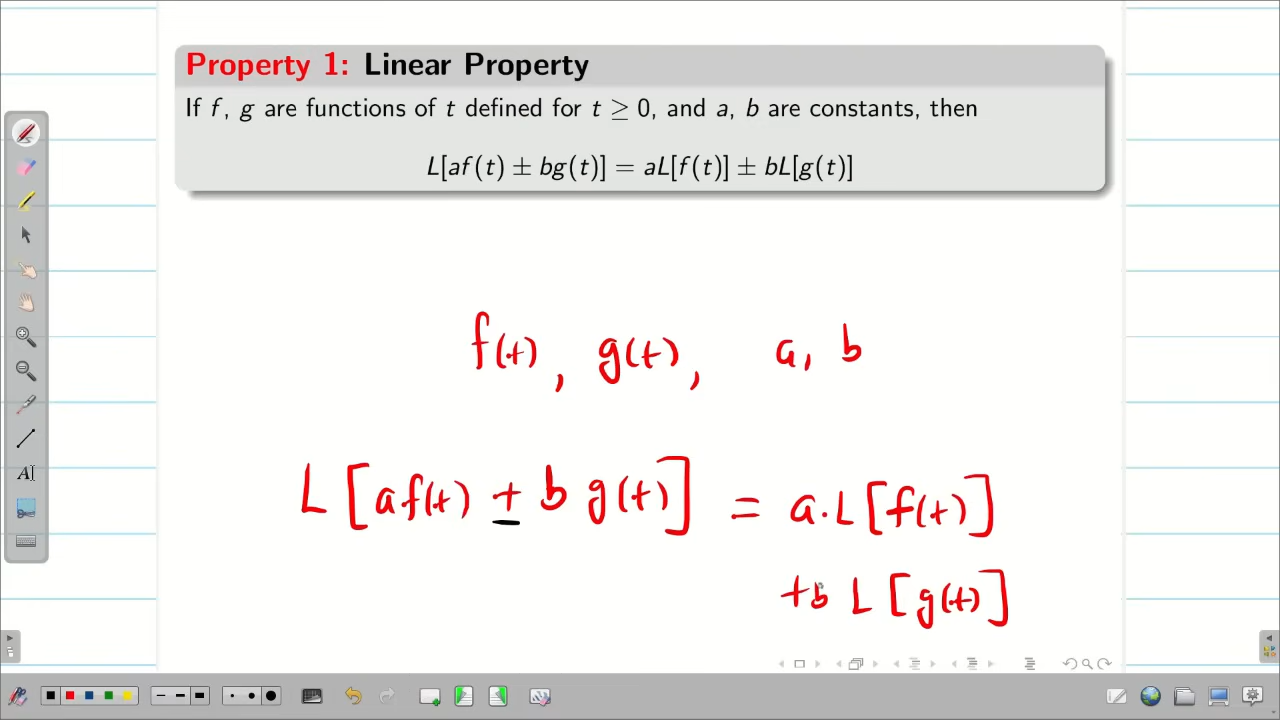 Property 1: Linear Property
If f, g are functions of t defined for t ≥ 0, and a, b are constants, then
L[af(t) ± bg(t)] = aL[f(t)] ± bL[g(t)]
f(t), g(t), a, b
L[af(t) + b g(t)] = a.L[f(t)]
+b L[g(t)]
AI